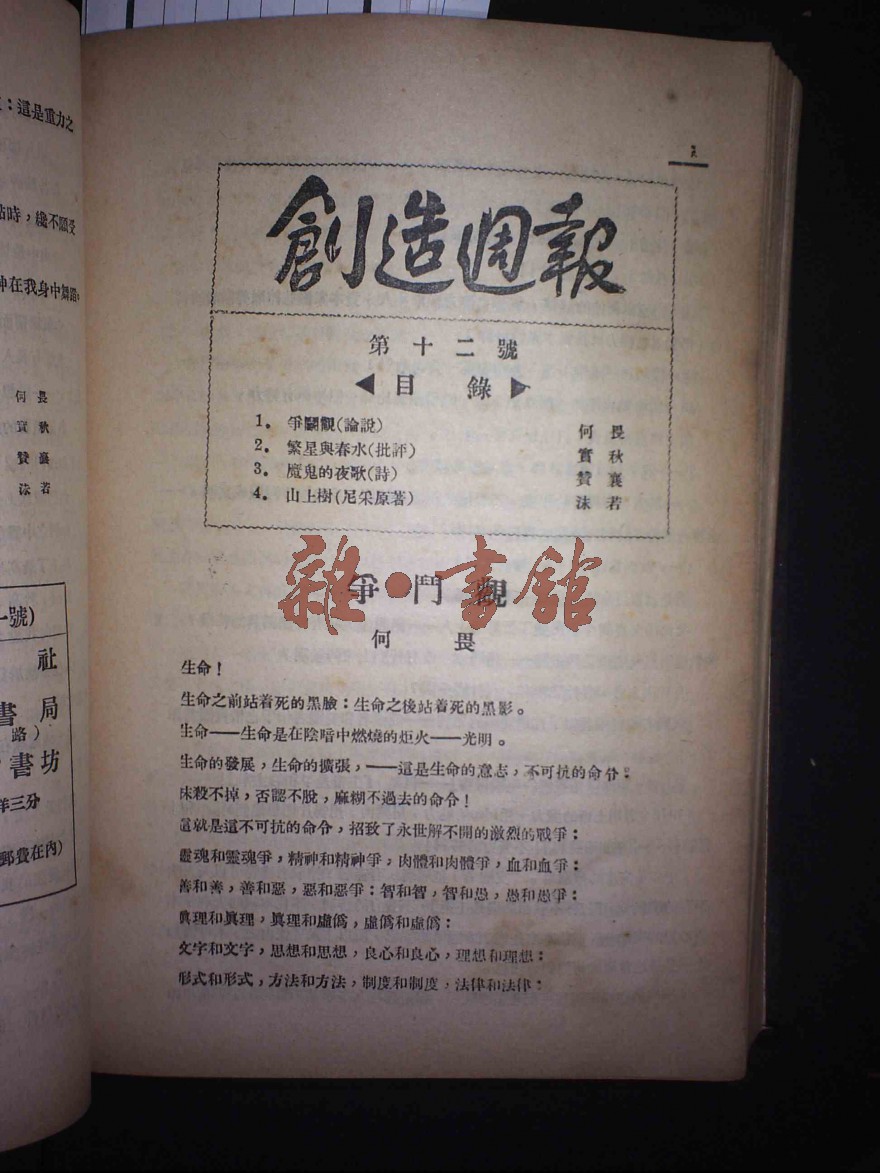 ：這是重力之
時，纔不願受
在我身中舞蹈。
何畏
實秋
贊襄
沫若
號)
社
書局
路)
書坊
洋三分
郵費在內)
創造週報
第十二號
◀目錄▶
1. 爭鬭觀(論說) 何畏
2. 繁星與春水(批評) 實秋
3. 魔鬼的夜歌(詩) 贊襄
4. 山上樹(尼采原著) 沫若
雜·書館
爭鬥觀
何畏
生命！
生命之前站着死的黑臉：生命之後站着死的黑影。
生命——生命是在陰暗中燃燒的炬火——光明。
生命的發展，生命的擴張，——這是生命的意志，不可抗的命令：
抹殺不掉，否認不脫，麻糊不過去的命令！
這就是這不可抗的命令，招致了永世解不開的激烈的戰爭：
靈魂和靈魂爭，精神和精神爭，肉體和肉體爭，血和血爭：
善和善，善和惡，惡和惡爭：智和智，智和愚，愚和愚爭：
眞理和眞理，眞理和虛僞，虛僞和虛僞：
文字和文字，思想和思想，良心和良心，理想和理想：
形式和形式，方法和方法，制度和制度，法律和法律：